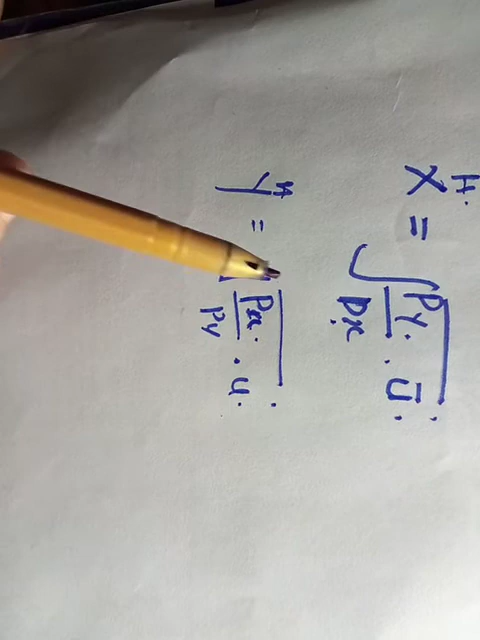 x^H = √(Py/Px · ū)
y^H = √(Px/Py · u)